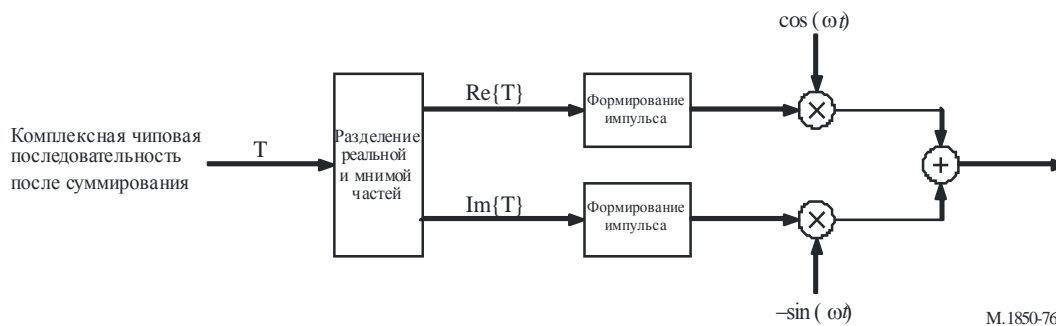 cos (ωt)
Re{T}
Формирование
импульса
Комплексная чиповая
последовательность
после суммирования
T
Разделение
реальной
и мнимой
частей
Im{T}
Формирование
импульса
–sin ( ωt)
M.1850-76